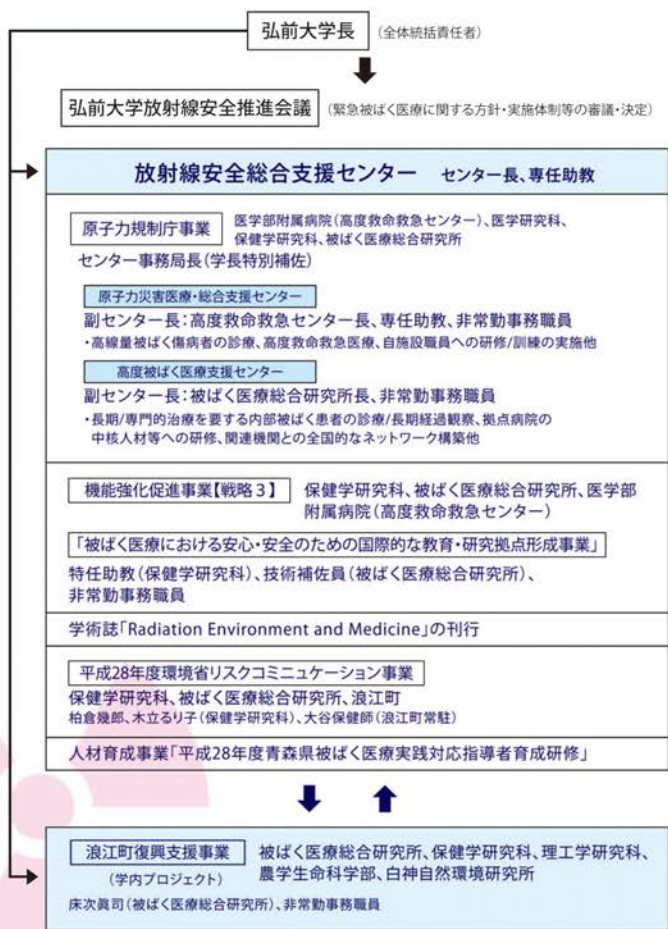 弘前大学長 (全体統括責任者)
弘前大学放射線安全推進会議 (緊急被ばく医療に関する方針・実施体制等の審議・決定)
放射線安全総合支援センター センター長、専任助教
原子力規制庁事業 医学部附属病院(高度救命救急センター)、医学研究科、
保健学研究科、被ばく医療総合研究所
センター事務局長(学長特別補佐)
原子力災害医療・総合支援センター
副センター長:高度救命救急センター長、専任助教、非常勤事務職員
・高線量被ばく傷病者の診療、高度救命救急医療、自施設職員への研修/訓練の実施他
高度被ばく医療支援センター
副センター長:被ばく医療総合研究所長、非常勤事務職員
・長期/専門的治療を要する内部被ばく患者の診療/長期経過観察、拠点病院の
中核人材等への研修、関連機関との全国的なネットワーク構築他
機能強化促進事業【戦略3】 保健学研究科、被ばく医療総合研究所、医学部
附属病院(高度救命救急センター)
「被ばく医療における安心・安全のための国際的な教育・研究拠点形成事業」
特任助教(保健学研究科)、技術補佐員(被ばく医療総合研究所)、
非常勤事務職員
学術誌「Radiation Environment and Medicine」の刊行
平成28年度環境省リスクコミニュケーション事業
保健学研究科、被ばく医療総合研究所、浪江町
柏倉幾郎、木立るり子(保健学研究科)、大谷保健師(浪江町常駐)
人材育成事業「平成28年度青森県被ばく医療実践対応指導者育成研修」
浪江町復興支援事業 被ばく医療総合研究所、保健学研究科、理工学研究科、
(学内プロジェクト) 農学生命科学部、白神自然環境研究所
床次眞司(被ばく医療総合研究所)、非常勤事務職員